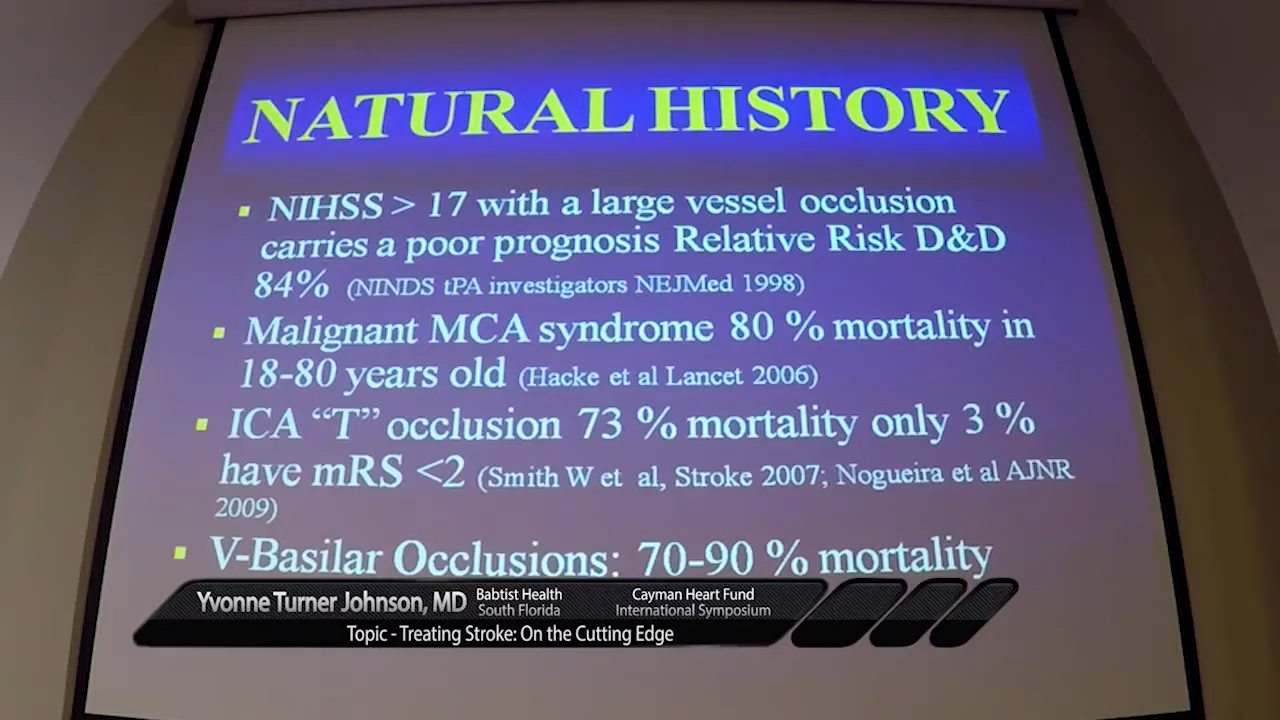 NATURAL HISTORY
NIHSS > 17 with a large vessel occlusion
carries a poor prognosis Relative Risk D&D
84% (NINDS tPA investigators NEJMed 1998)
Malignant MCA syndrome 80 % mortality in
18-80 years old (Hacke et al Lancet 2006)
ICA “T” occlusion 73 % mortality only 3 %
have mRS <2 (Smith W et al, Stroke 2007; Nogueira et al AJNR
2009)
V-Basilar Occlusions: 70-90 % mortality
Yvonne Turner Johnson, MD
Babtist Health
South Florida
Cayman Heart Fund
International Symposium
Topic - Treating Stroke: On the Cutting Edge